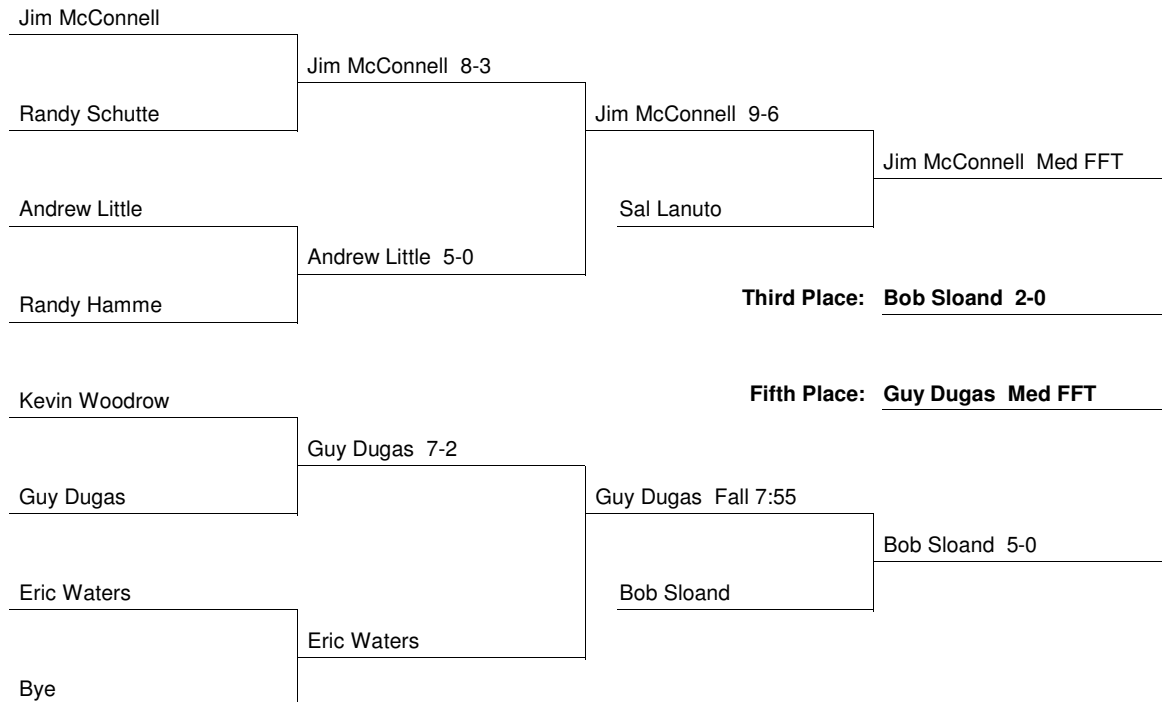 Jim McConnell
Jim McConnell 8-3
Randy Schutte
Jim McConnell 9-6
Jim McConnell Med FFT
Andrew Little
Sal Lanuto
Andrew Little 5-0
Randy Hamme
Third Place: Bob Sloand 2-0
Kevin Woodrow
Fifth Place: Guy Dugas Med FFT
Guy Dugas 7-2
Guy Dugas
Guy Dugas Fall 7:55
Bob Sloand 5-0
Eric Waters
Bob Sloand
Eric Waters
Bye